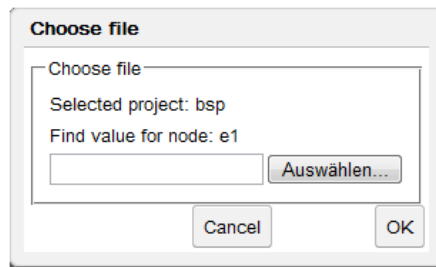 Choose file
Choose file
Selected project: bsp
Find value for node: e1
Auswählen...
Cancel OK